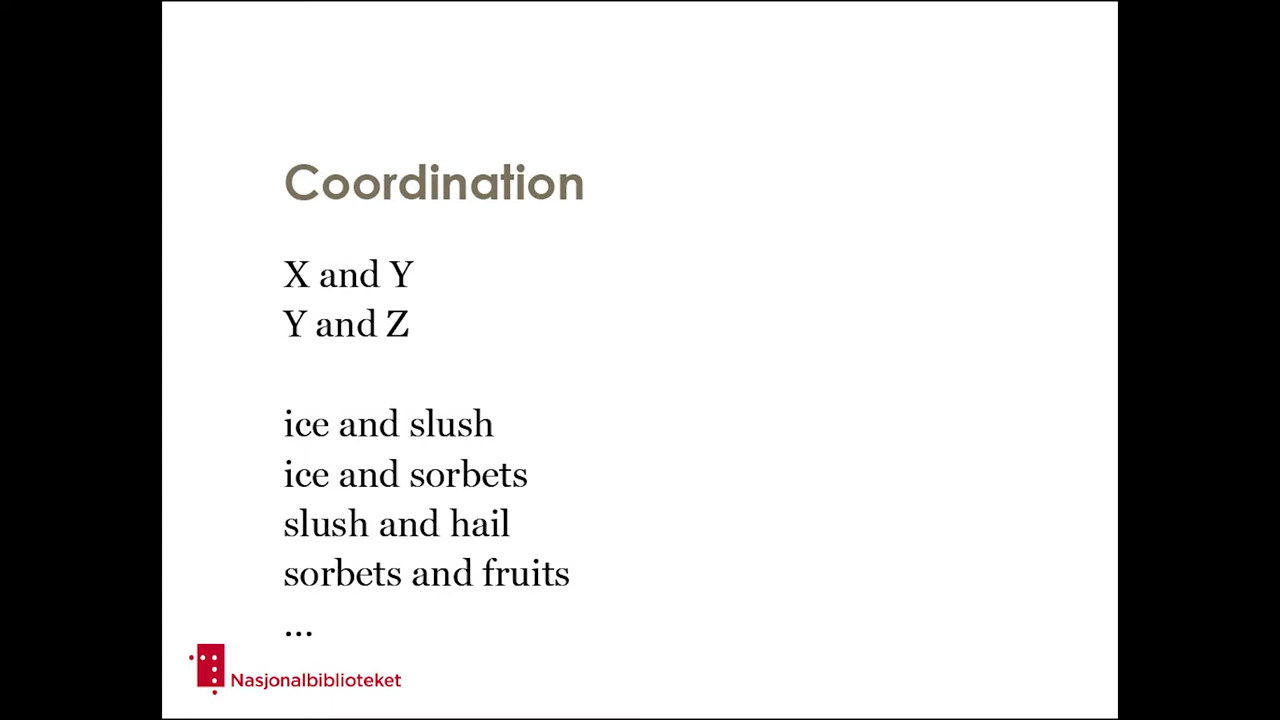 Coordination
X and Y
Y and Z
ice and slush
ice and sorbets
slush and hail
sorbets and fruits
...
Nasjonalbiblioteket